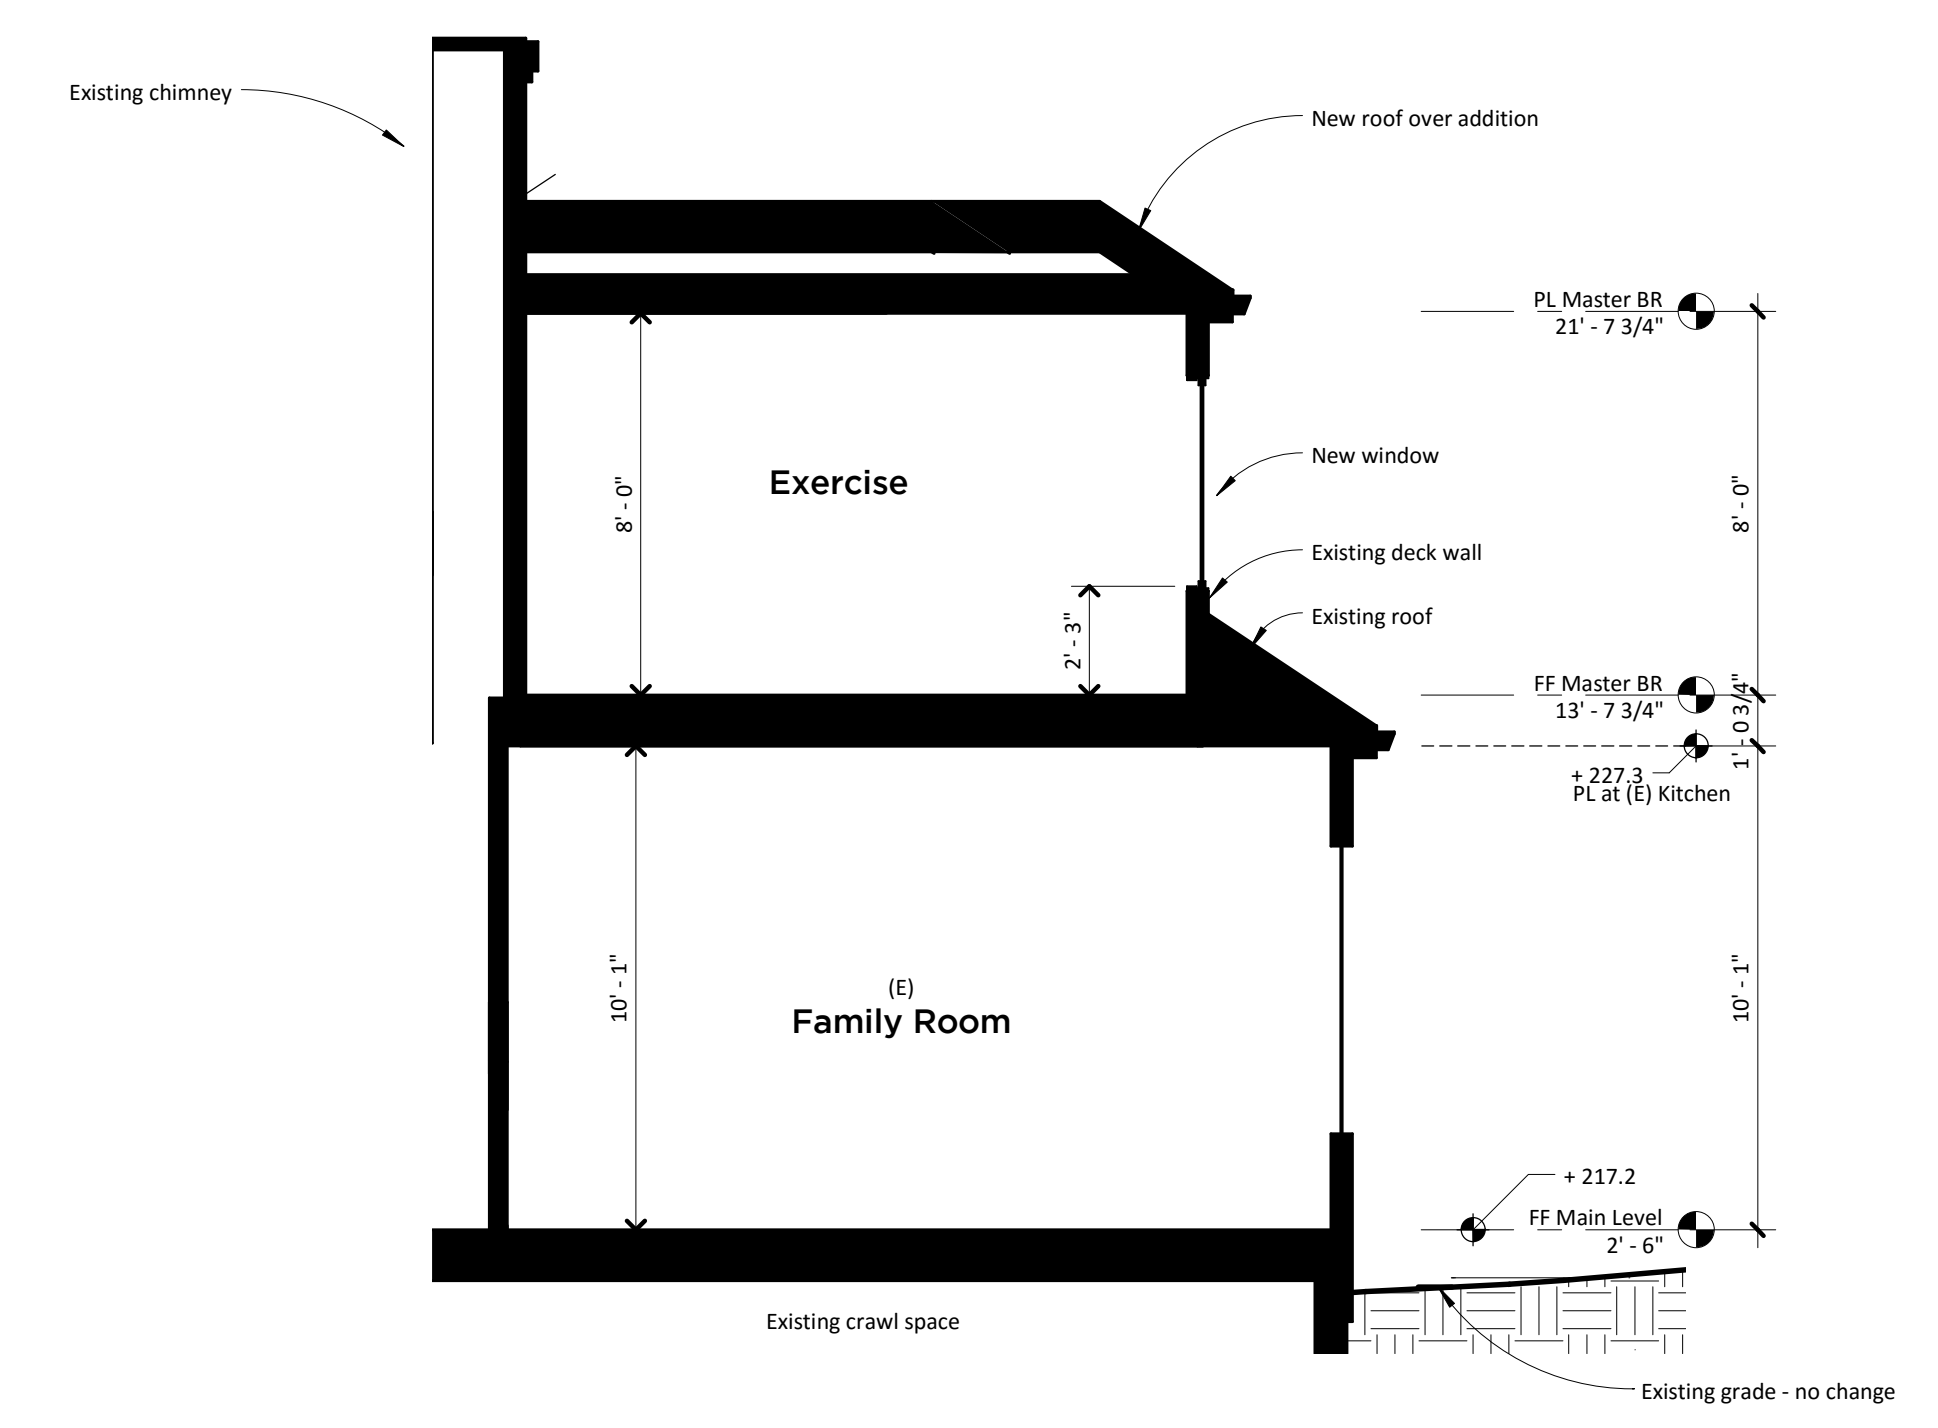 Existing chimney
New roof over addition
PL Master BR
21' - 7 3/4"
New window
Exercise
8' - 0"
8' - 0"
Existing deck wall
Existing roof
2' - 3"
FF Master BR
13' - 7 3/4"
1' - 0 3/4"
+ 227.3
PL at (E) Kitchen
(E)
Family Room
10' - 1"
10' - 1"
+ 217.2
FF Main Level
2' - 6"
Existing crawl space
Existing grade - no change